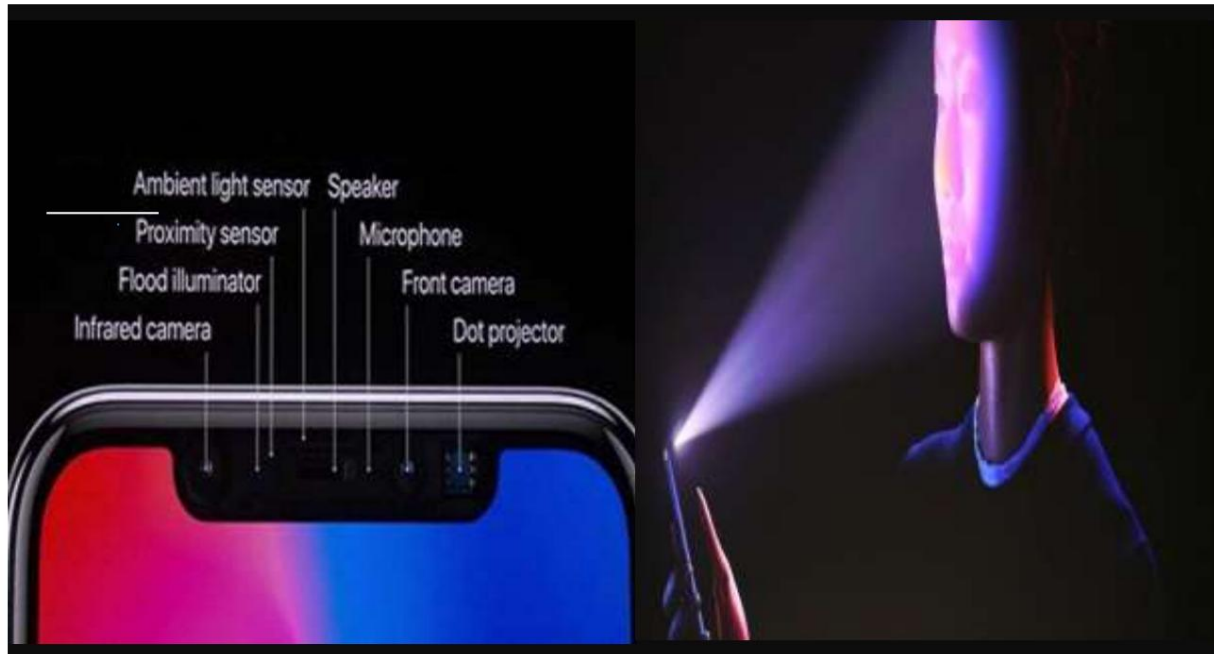 Ambient light sensor Speaker
Proximity sensor Microphone
Flood illuminator Front camera
Infrared camera Dot projector